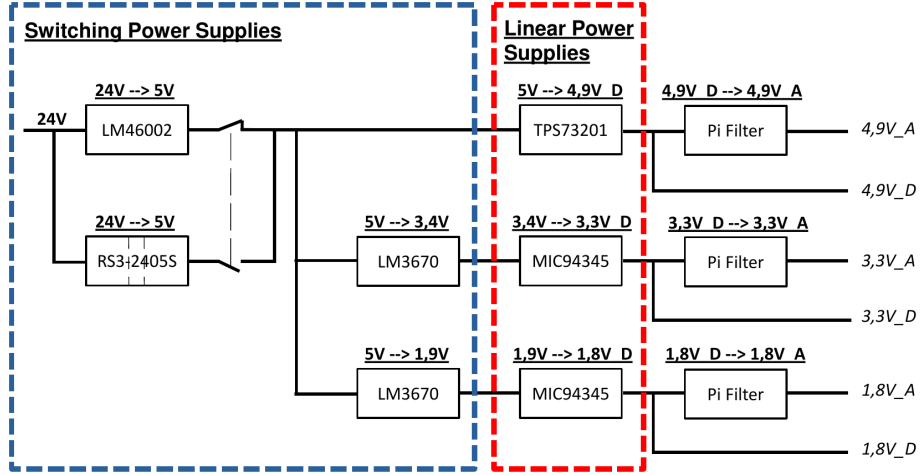 Switching Power Supplies
Linear Power
Supplies
24V --> 5V
5V --> 4,9V_D
4,9V_D --> 4,9V_A
24V
LM46002
TPS73201
Pi Filter
4,9V_A
4,9V_D
24V --> 5V
5V --> 3,4V
3,4V --> 3,3V_D
3,3V_D --> 3,3V_A
RS3-2405S
LM3670
MIC94345
Pi Filter
3,3V_A
3,3V_D
5V --> 1,9V
1,9V --> 1,8V_D
1,8V_D --> 1,8V_A
LM3670
MIC94345
Pi Filter
1,8V_A
1,8V_D